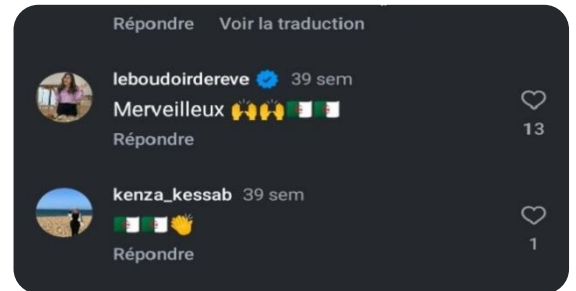 Répondre Voir la traduction
leboudoirdereve 39 sem
Merveilleux 🙌🙌🇩🇿🇩🇿
13
Répondre
kenza_kessab 39 sem
🇩🇿🇩🇿👏
1
Répondre